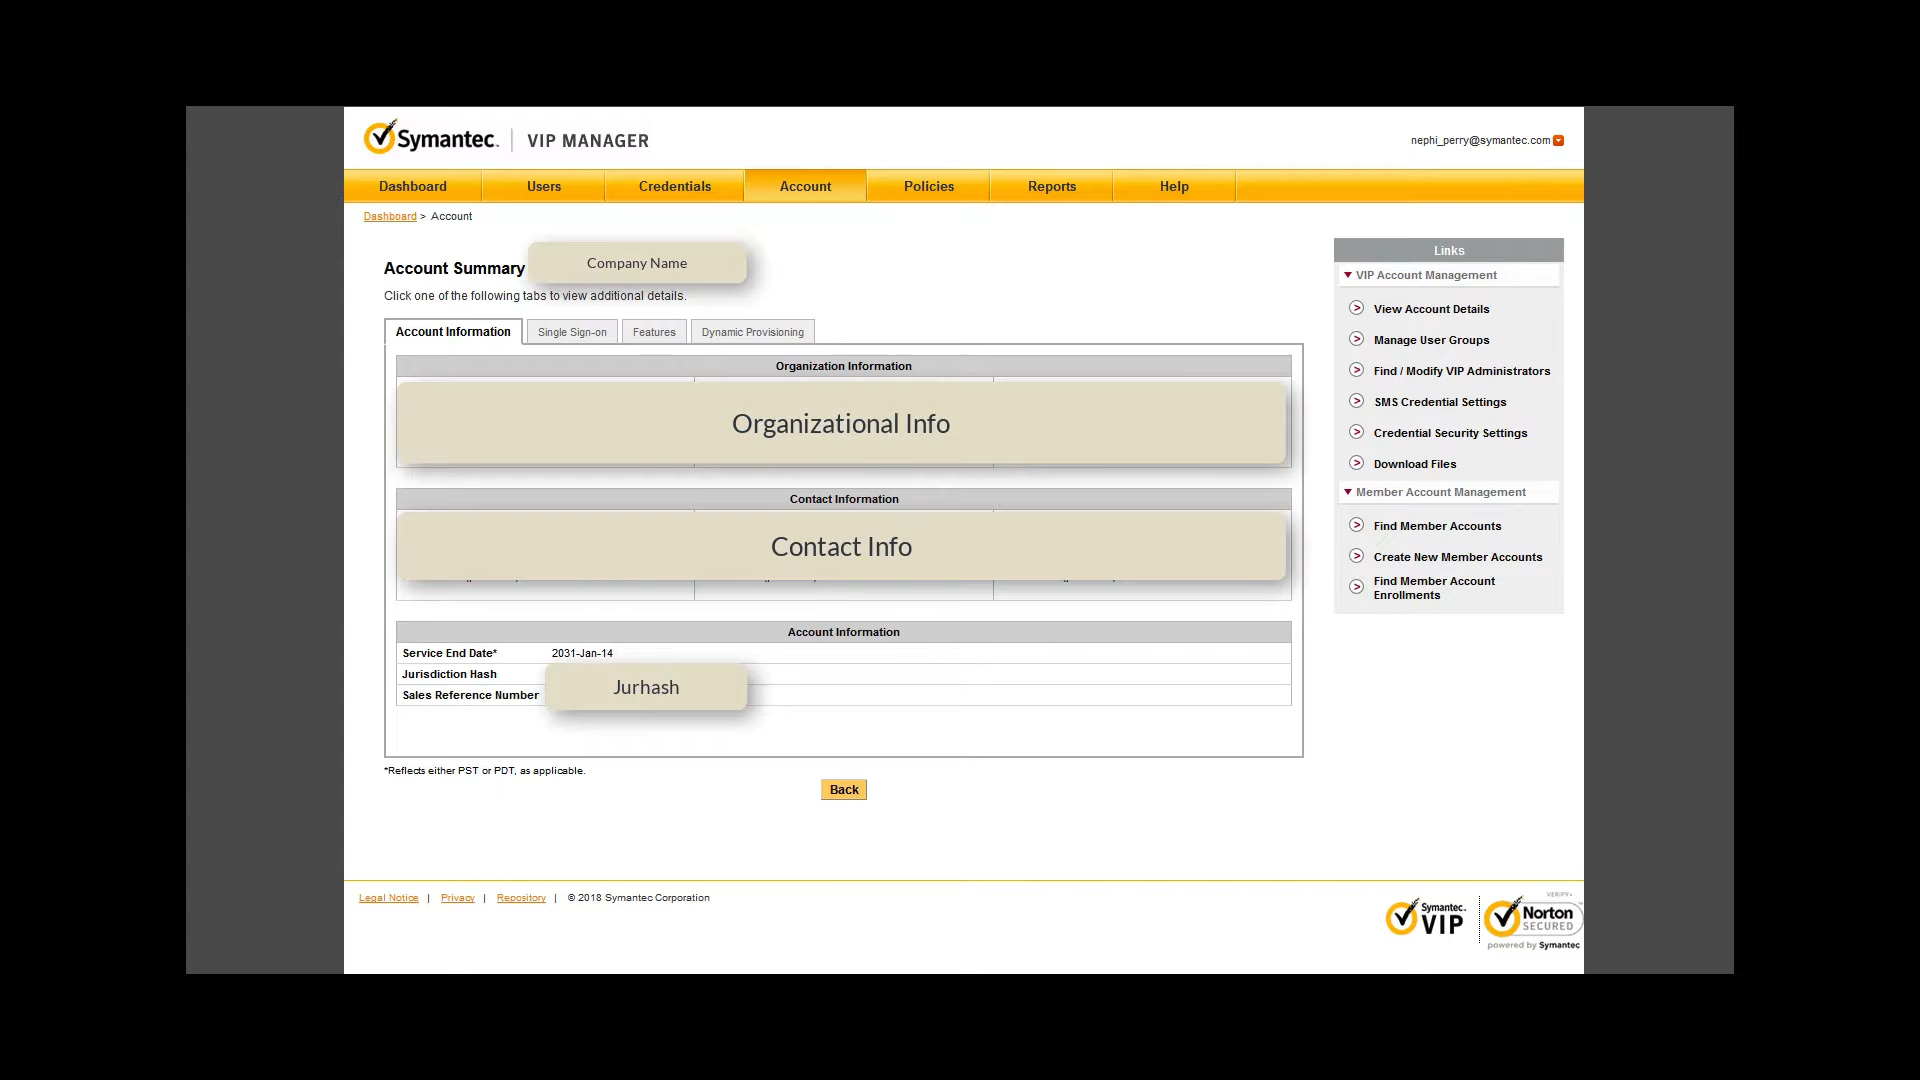 Symantec. | VIP MANAGER
nephi_perry@symantec.com
Dashboard Users Credentials Account Policies Reports Help
Dashboard > Account
Account Summary Company Name
Click one of the following tabs to view additional details.
Account Information Single Sign-on Features Dynamic Provisioning
Organization Information
Organizational Info
Contact Information
Contact Info
Account Information
Service End Date* 2031-Jan-14
Jurisdiction Hash
Jurhash
Sales Reference Number
*Reflects either PST or PDT, as applicable.
Back
Links
VIP Account Management
View Account Details
Manage User Groups
Find / Modify VIP Administrators
SMS Credential Settings
Credential Security Settings
Download Files
Member Account Management
Find Member Accounts
Create New Member Accounts
Find Member Account
Enrollments
Legal Notice | Privacy | Repository | © 2018 Symantec Corporation
Symantec.
VIP
VERIFY
Norton
SECURED
powered by Symantec